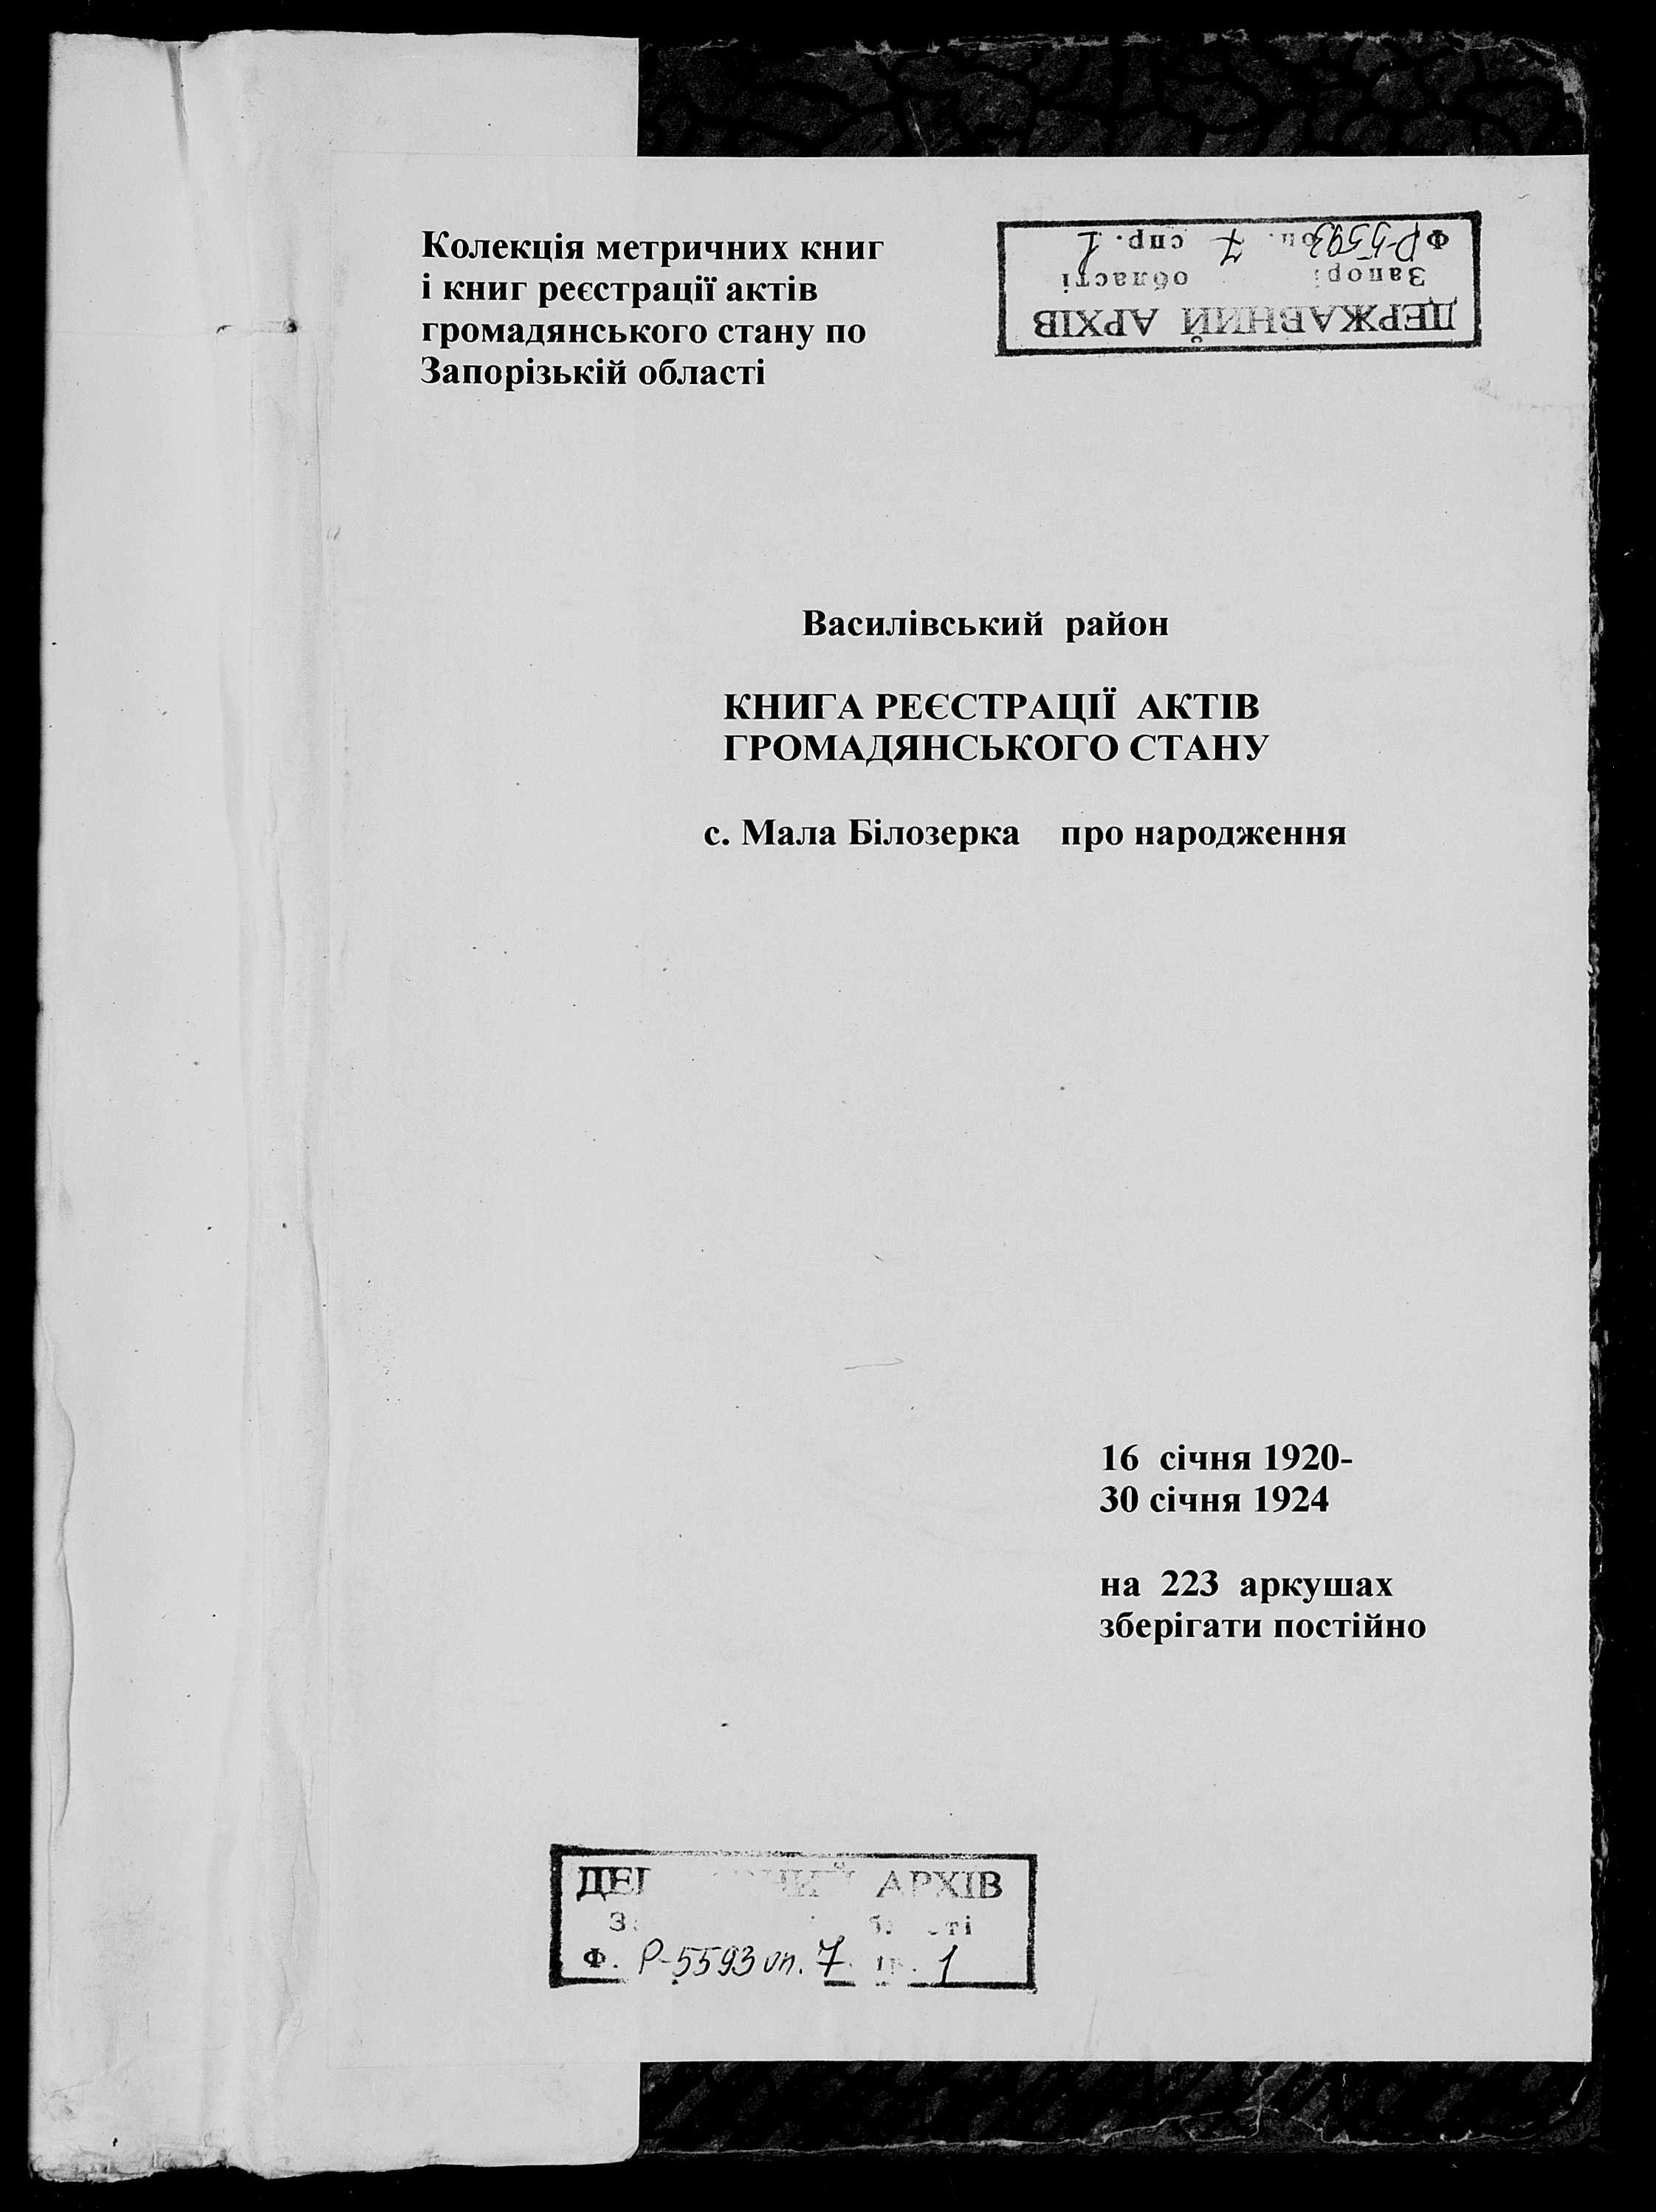 Колекція метричних книг
і книг реєстрації актів
громадянського стану по
Запорізькій області
ДЕРЖАВНИЙ АРХІВ
області
Ф Р-5593 оп. 7 спр. 1
Василівський район
КНИГА РЕЄСТРАЦІЇ АКТІВ
ГРОМАДЯНСЬКОГО СТАНУ
с. Мала Білозерка про народження
16 січня 1920-
30 січня 1924
на 223 аркушах
зберігати постійно
АРХІВ
Ф. Р-5593 оп. 7 1